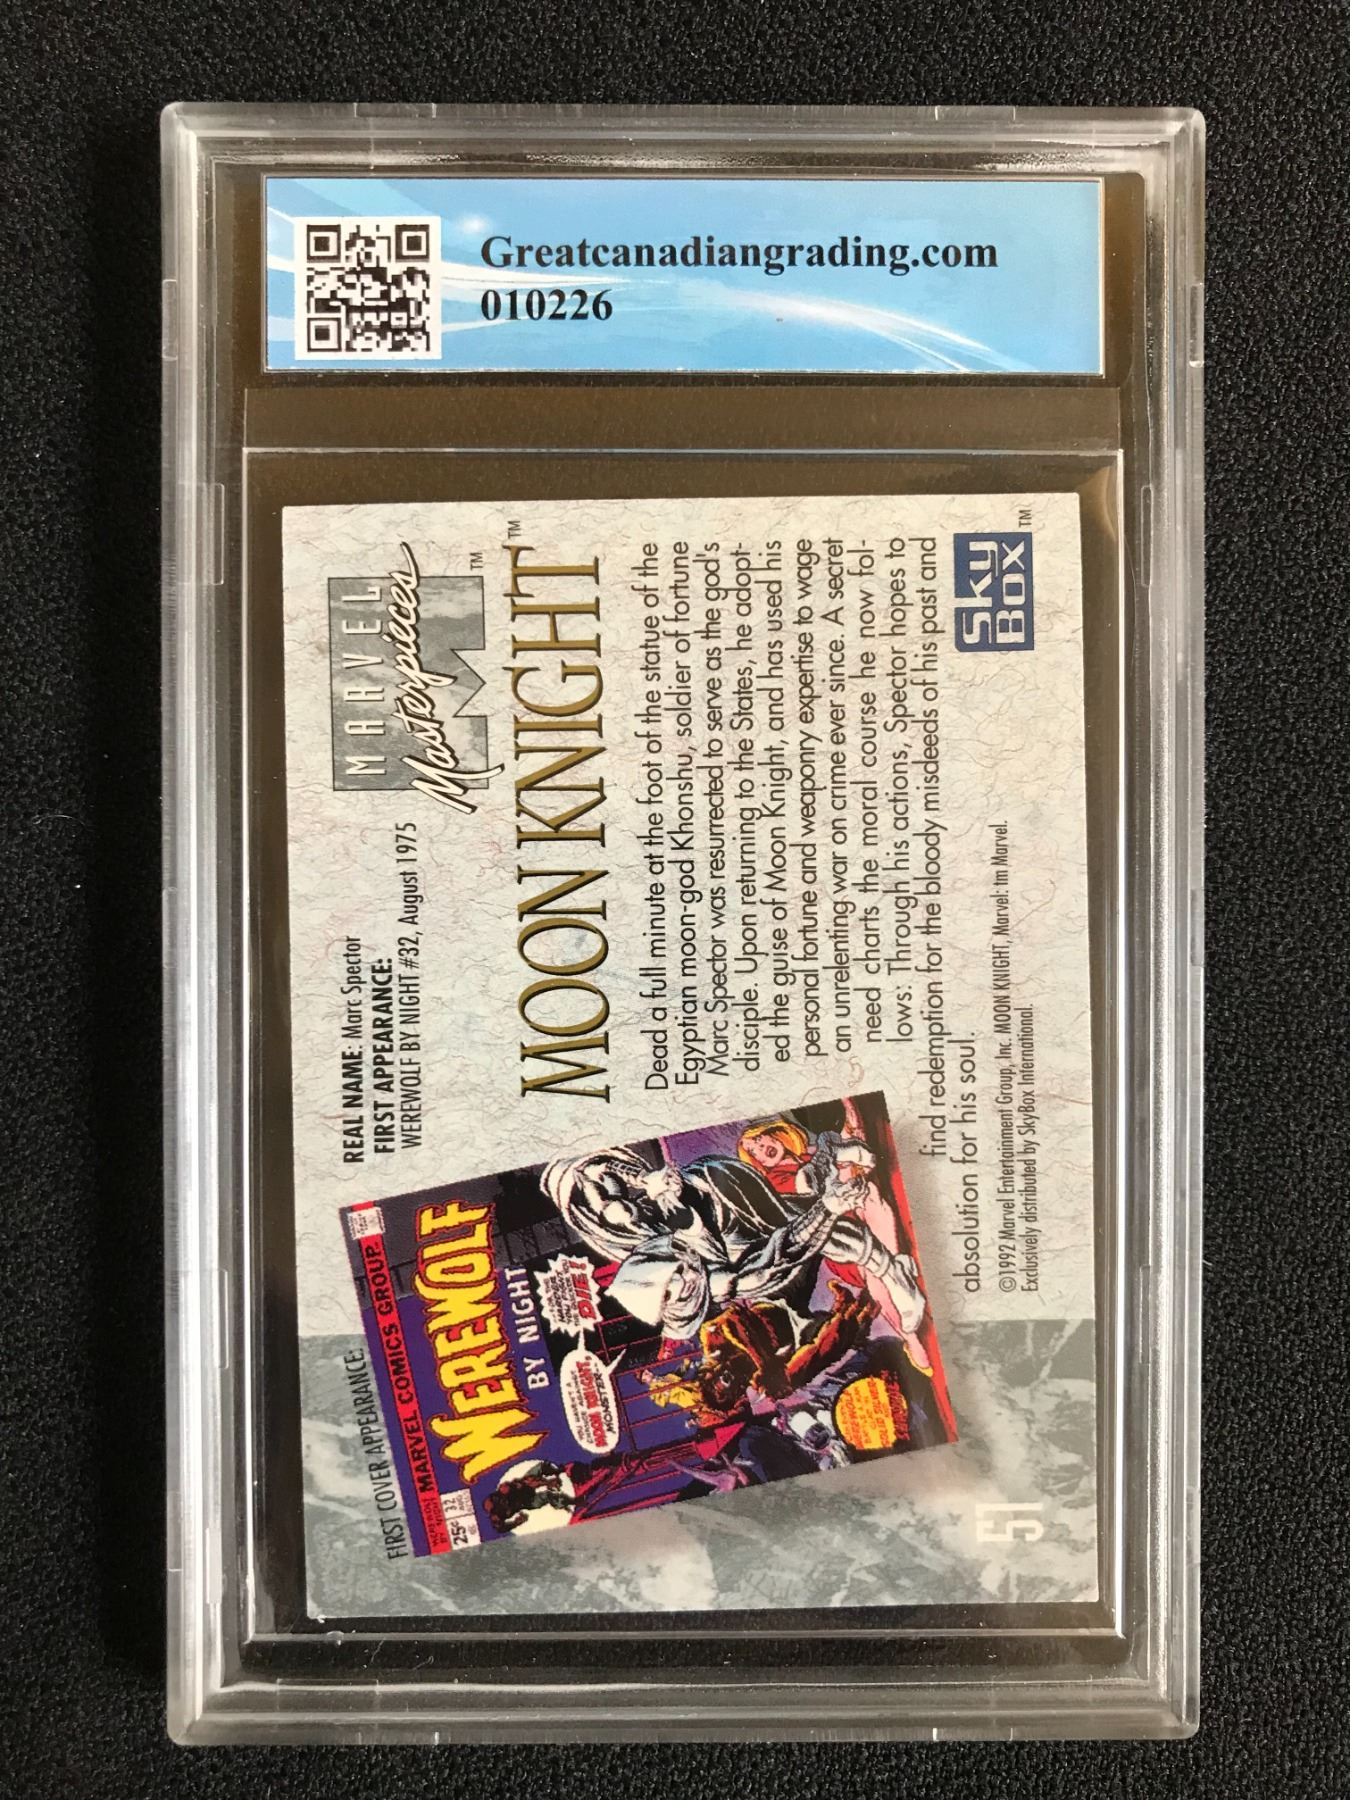 Greatcanadiangrading.com
010226
FIRST COVER APPEARANCE:
MARVEL COMICS GROUP
25¢ 32
WEREWOLF
BY NIGHT
MOON KNIGHT,
MONSTER
DIE!
REAL NAME: Marc Spector
FIRST APPEARANCE:
WEREWOLF BY NIGHT #32, August 1975
MARVEL
Masterpieces
TM
MOON KNIGHT TM
Dead a full minute at the foot of the statue of the
Egyptian moon-god Khonshu, soldier of fortune
Marc Spector was resurrected to serve as the god's
disciple. Upon returning to the States, he adopt-
ed the guise of Moon Knight, and has used his
personal fortune and weaponry expertise to wage
an unrelenting war on crime ever since. A secret
need charts the moral course he now fol-
lows: Through his actions, Spector hopes to
find redemption for the bloody misdeeds of his past and
absolution for his soul.
©1992 Marvel Entertainment Group, Inc. MOON KNIGHT, Marvel: tm Marvel.
Exclusively distributed by SkyBox International.
51
SkyBox TM